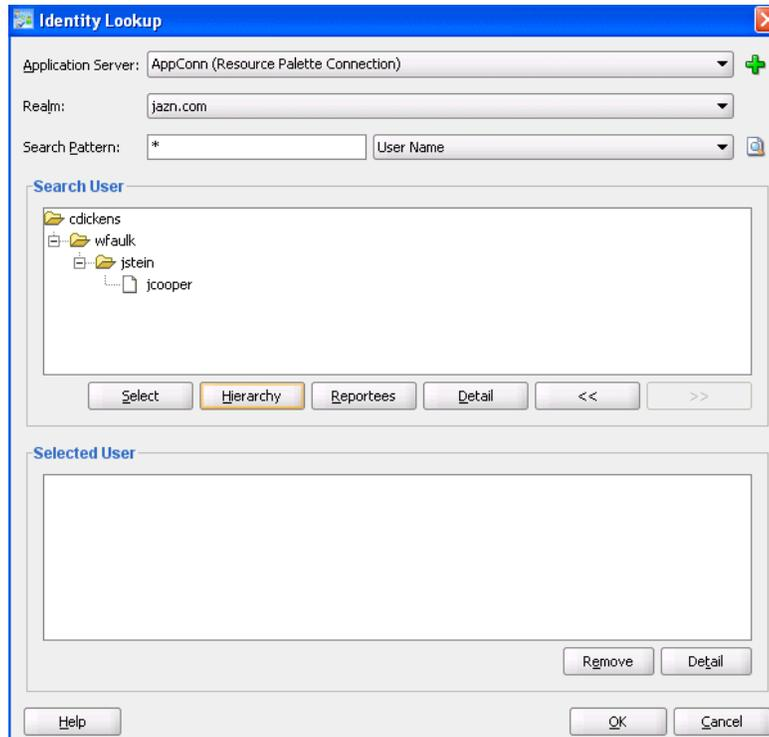 Identity Lookup
Application Server: AppConn (Resource Palette Connection)
Realm: jazn.com
Search Pattern: * User Name
Search User
cdickens
wfaulk
jstein
jcooper
Select Hierarchy Reportees Detail << >>
Selected User
Remove Detail
Help OK Cancel